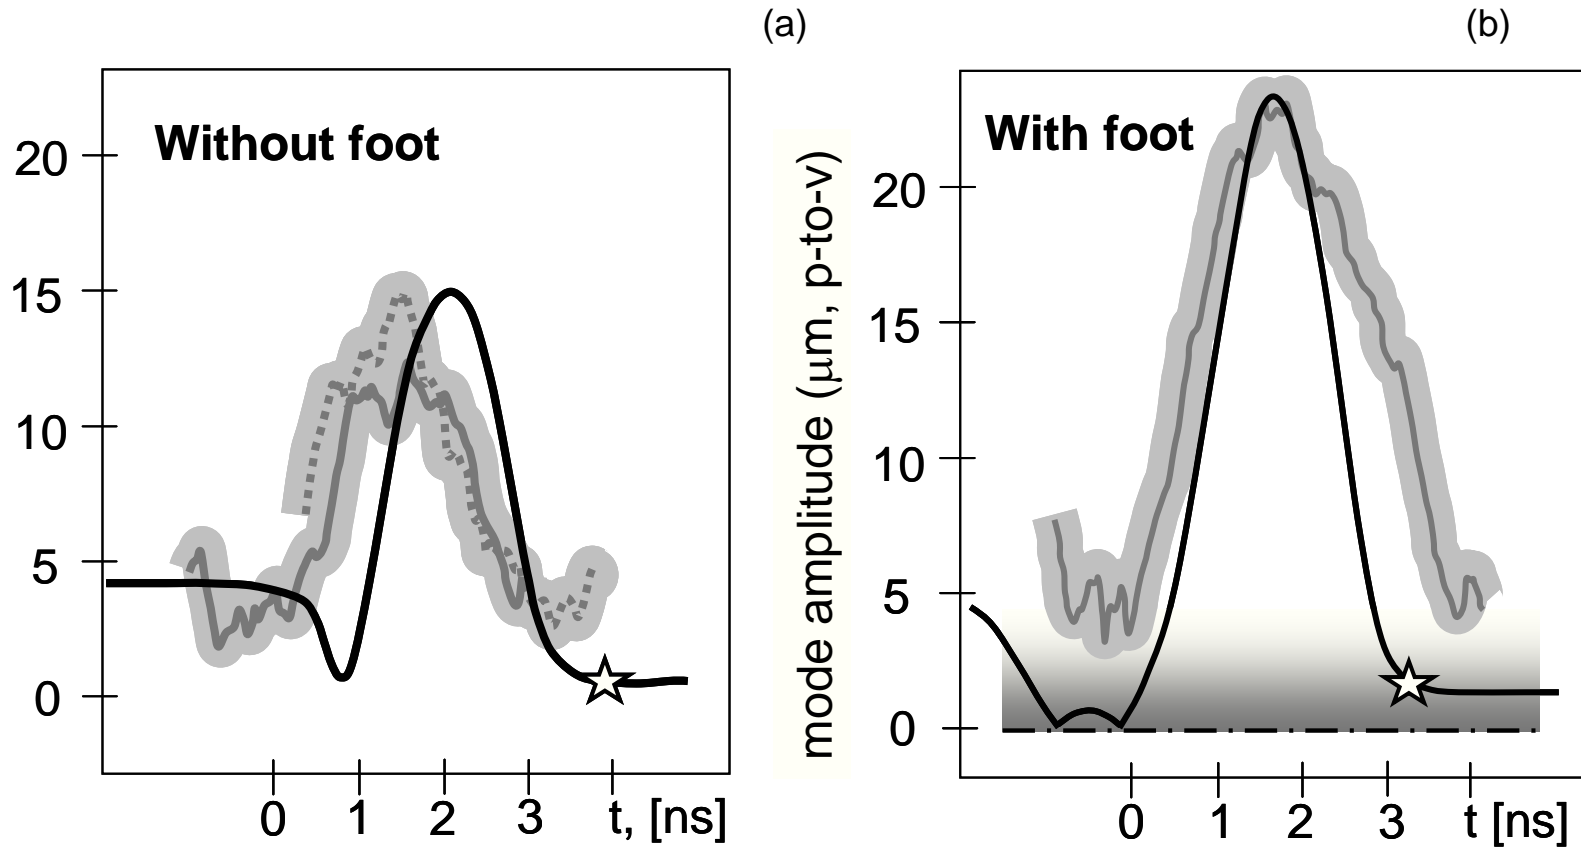 (a)
(b)
Without foot
20
15
10
5
0
0 1 2 3 t, [ns]
mode amplitude (μm, p-to-v)
With foot
20
15
10
5
0
0 1 2 3 t [ns]